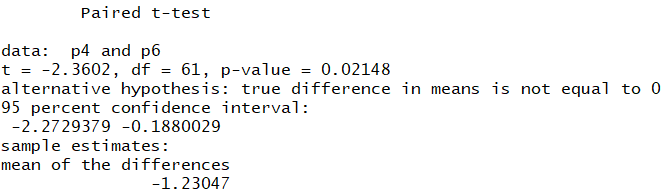 Paired t-test
data: p4 and p6
t = -2.3602, df = 61, p-value = 0.02148
alternative hypothesis: true difference in means is not equal to 0
95 percent confidence interval:
-2.2729379 -0.1880029
sample estimates:
mean of the differences
-1.23047